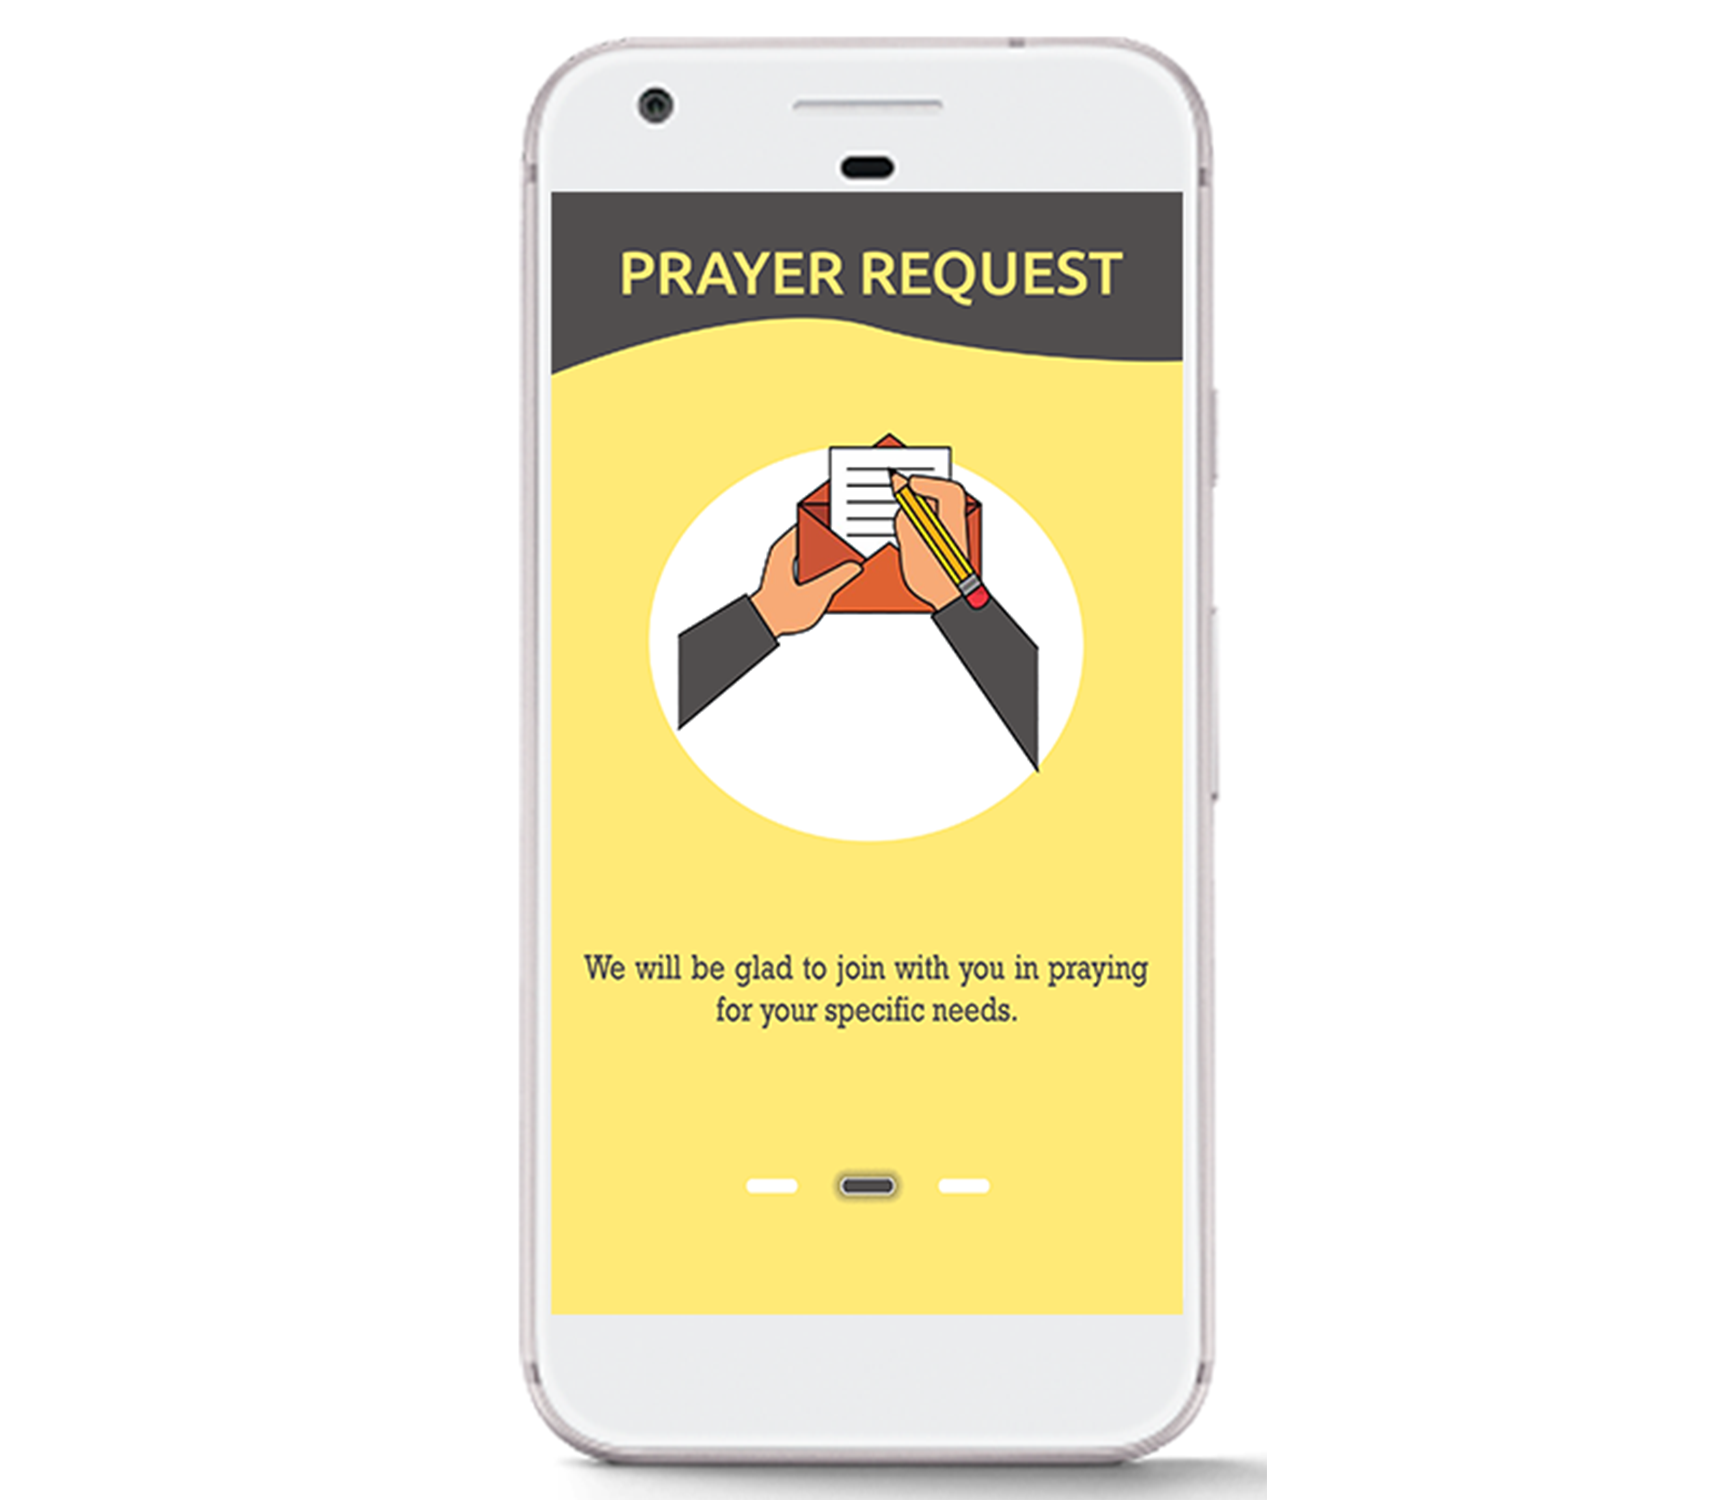 PRAYER REQUEST
We will be glad to join with you in praying
for your specific needs.